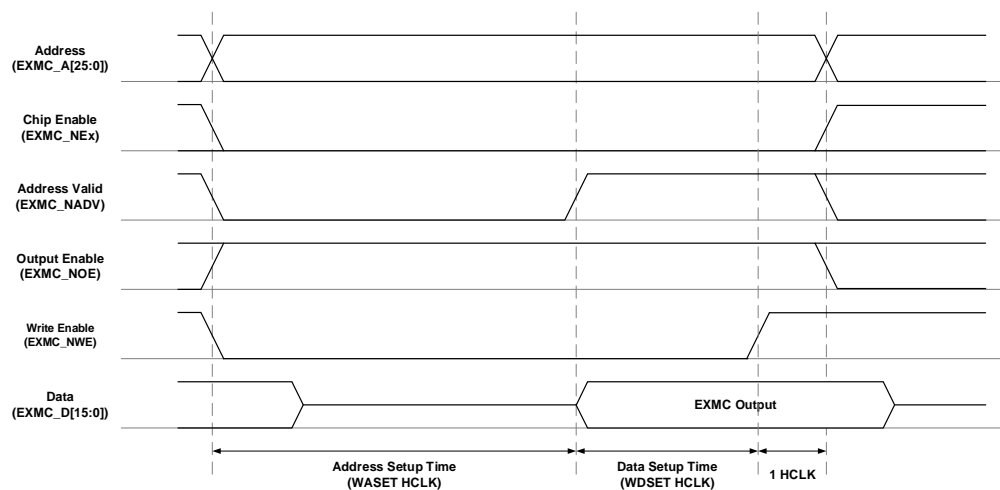 Address
(EXMC_A[25:0])
Chip Enable
(EXMC_NEx)
Address Valid
(EXMC_NADV)
Output Enable
(EXMC_NOE)
Write Enable
(EXMC_NWE)
Data
(EXMC_D[15:0])
EXMC Output
Address Setup Time
(WASET HCLK)
Data Setup Time
(WDSET HCLK)
1 HCLK